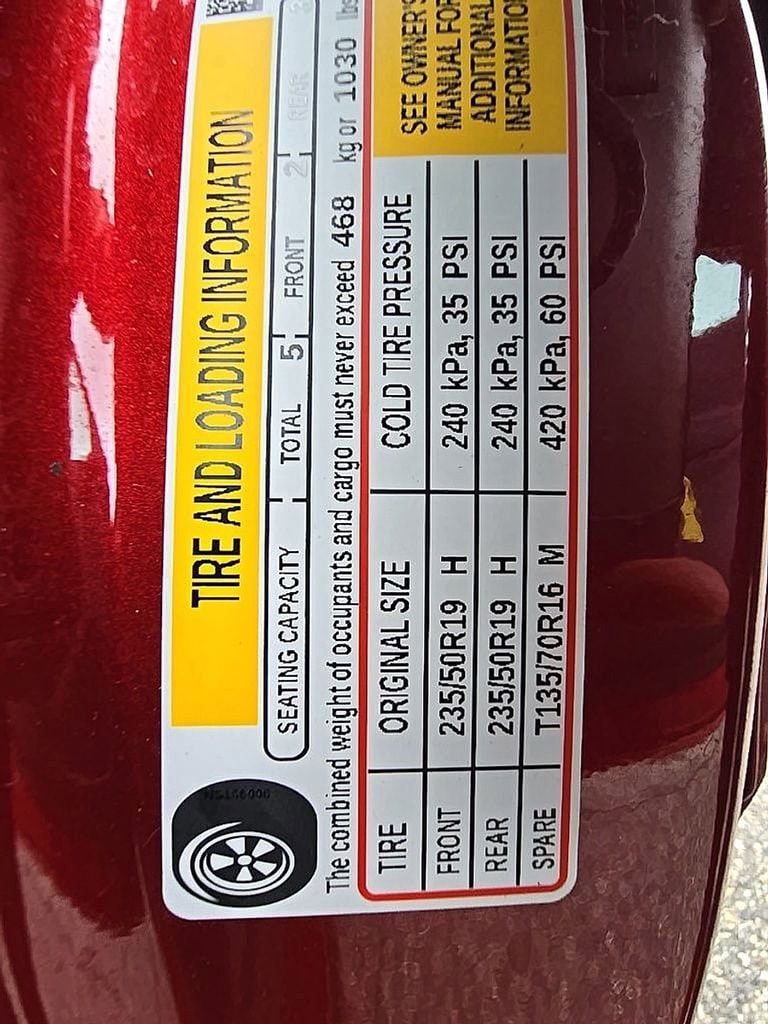 TIRE AND LOADING INFORMATION
SEATING CAPACITY TOTAL 5 FRONT 2 REAR 3
The combined weight of occupants and cargo must never exceed 468 kg or 1030 lbs
TIRE ORIGINAL SIZE COLD TIRE PRESSURE
FRONT 235/50R19 H 240 kPa, 35 PSI
REAR 235/50R19 H 240 kPa, 35 PSI
SPARE T135/70R16 M 420 kPa, 60 PSI
SEE OWNER'S
MANUAL FOR
ADDITIONAL
INFORMATION